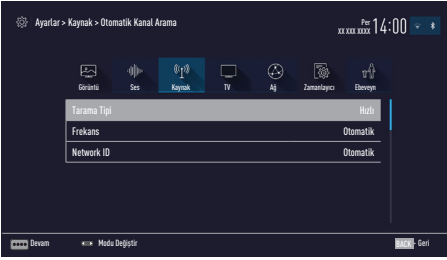 Ayarlar > Kaynak > Otomatik Kanal Arama
Per
xx xxx xxxx 14:00
Görüntü Ses Kaynak TV Ağ Zamanlayıcı Ebeveyn
Tarama Tipi Hızlı
Frekans Otomatik
Network ID Otomatik
Devam Modu Değiştir BACK - Geri